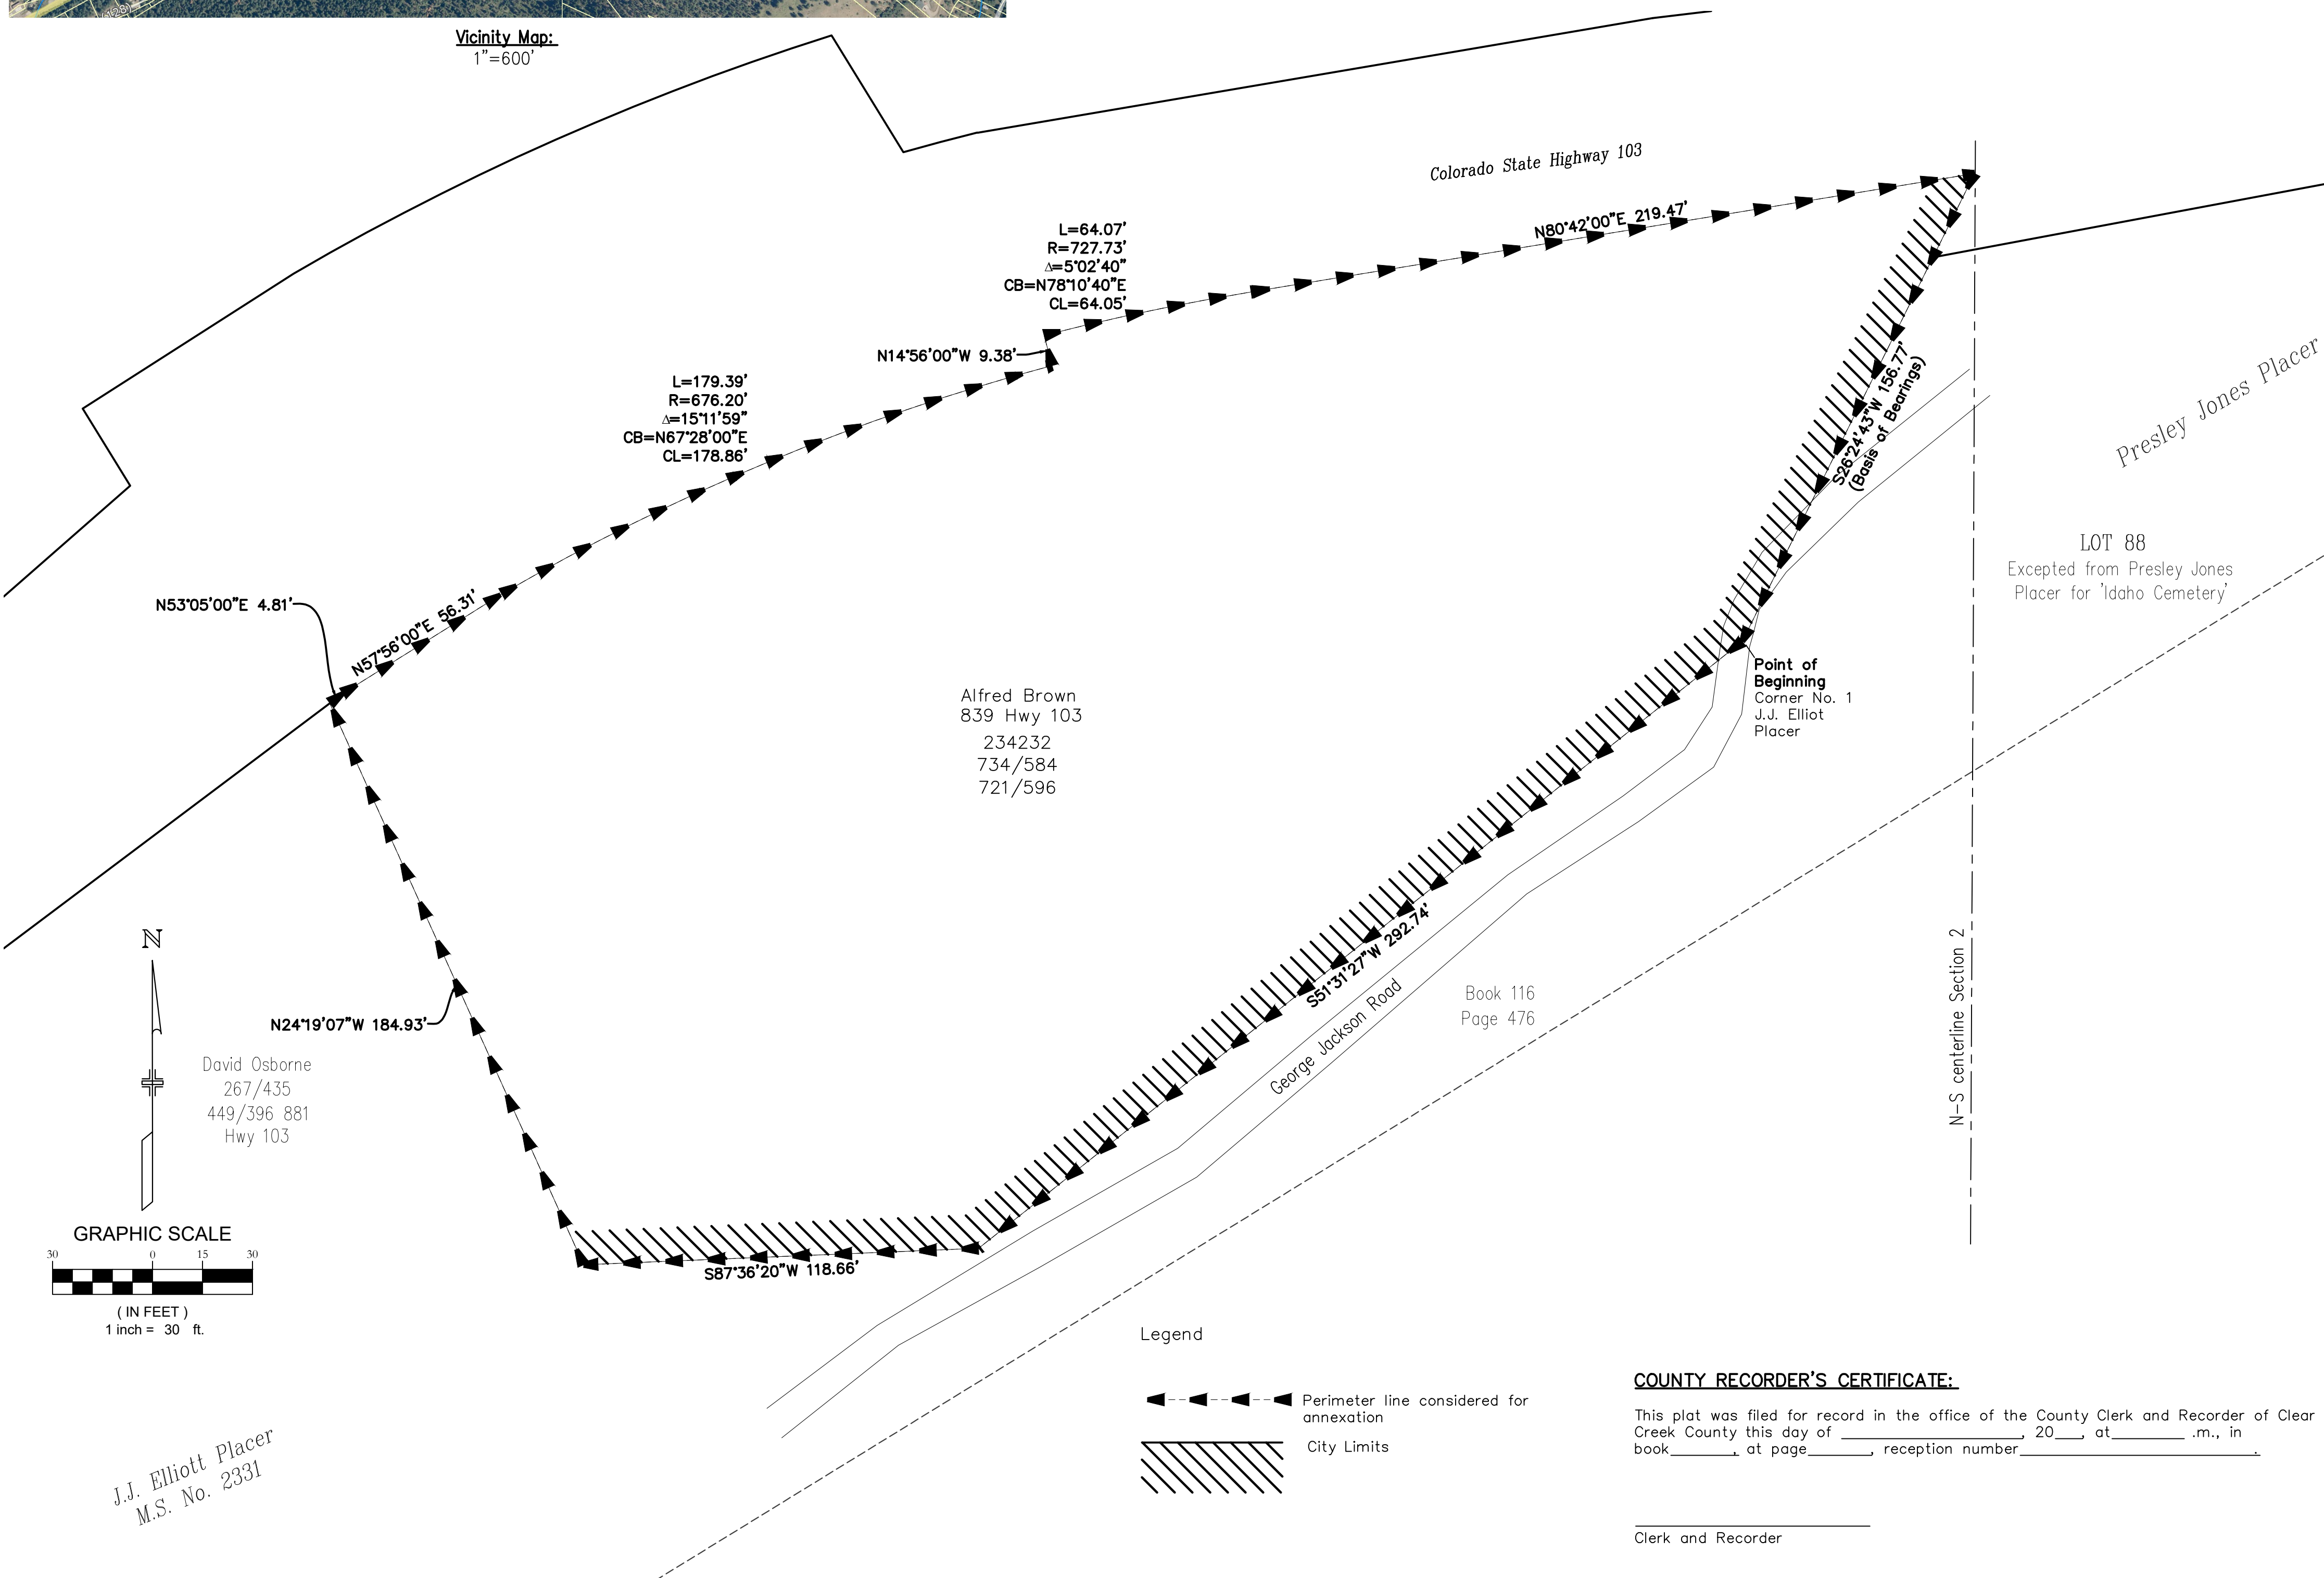 (128)
Vicinity Map:
1"=600'
Colorado State Highway 103
L=64.07'
R=727.73'
Δ=5°02'40"
CB=N78°10'40"E
CL=64.05'
N80°42'00"E 219.47'
N14°56'00"W 9.38'
L=179.39'
R=676.20'
Δ=15°11'59"
CB=N67°28'00"E
CL=178.86'
S26°24'43"W 156.77'
(Basis of Bearings)
Presley Jones Placer
LOT 88
Excepted from Presley Jones
Placer for 'Idaho Cemetery'
N53°05'00"E 4.81'
N57°56'00"E 56.31'
Point of
Beginning
Corner No. 1
J.J. Elliot
Placer
Alfred Brown
839 Hwy 103
234232
734/584
721/596
N
S51°31'27"W 292.74'
George Jackson Road
Book 116
Page 476
N-S centerline Section 2
N24°19'07"W 184.93'
David Osborne
267/435
449/396 881
Hwy 103
GRAPHIC SCALE
30 0 15 30
( IN FEET )
1 inch = 30 ft.
S87°36'20"W 118.66'
Legend
Perimeter line considered for
annexation
City Limits
COUNTY RECORDER'S CERTIFICATE:
This plat was filed for record in the office of the County Clerk and Recorder of Clear
Creek County this day of ____________________, 20___, at________ .m., in
book_______, at page_______, reception number__________________________.
Clerk and Recorder
J.J. Elliott Placer
M.S. No. 2331